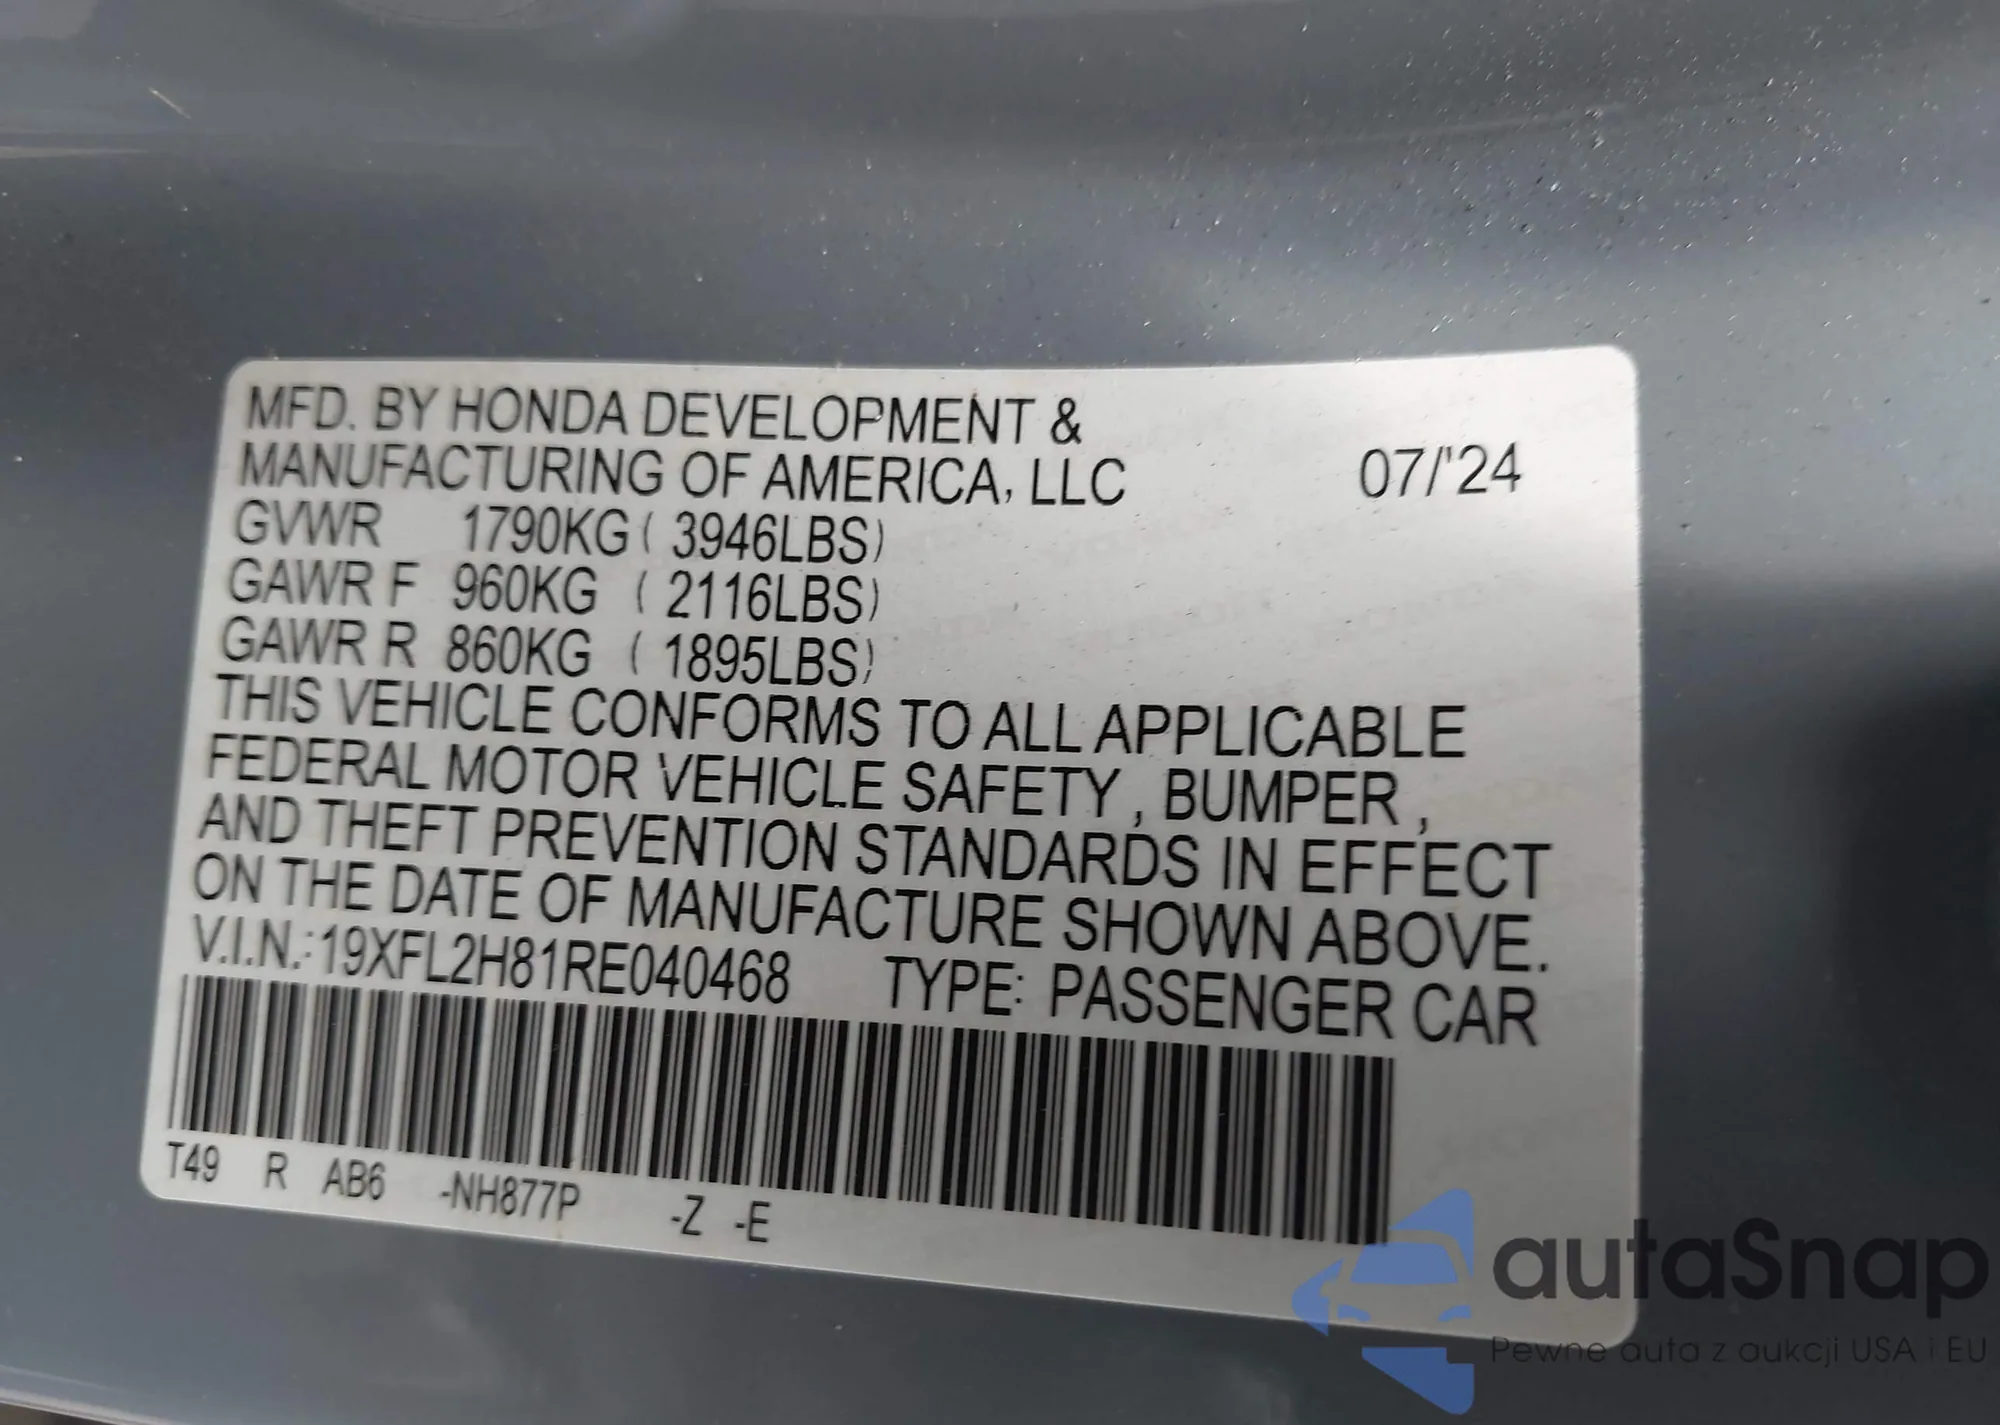 MFD. BY HONDA DEVELOPMENT &
MANUFACTURING OF AMERICA, LLC 07/'24
GVWR 1790KG ( 3946LBS)
GAWR F 960KG ( 2116LBS)
GAWR R 860KG ( 1895LBS)
THIS VEHICLE CONFORMS TO ALL APPLICABLE
FEDERAL MOTOR VEHICLE SAFETY , BUMPER ,
AND THEFT PREVENTION STANDARDS IN EFFECT
ON THE DATE OF MANUFACTURE SHOWN ABOVE.
V.I.N.:19XFL2H81RE040468 TYPE: PASSENGER CAR
T49 R AB6 -NH877P -Z -E
autaSnap
Pewne auta z aukcji USA i EU